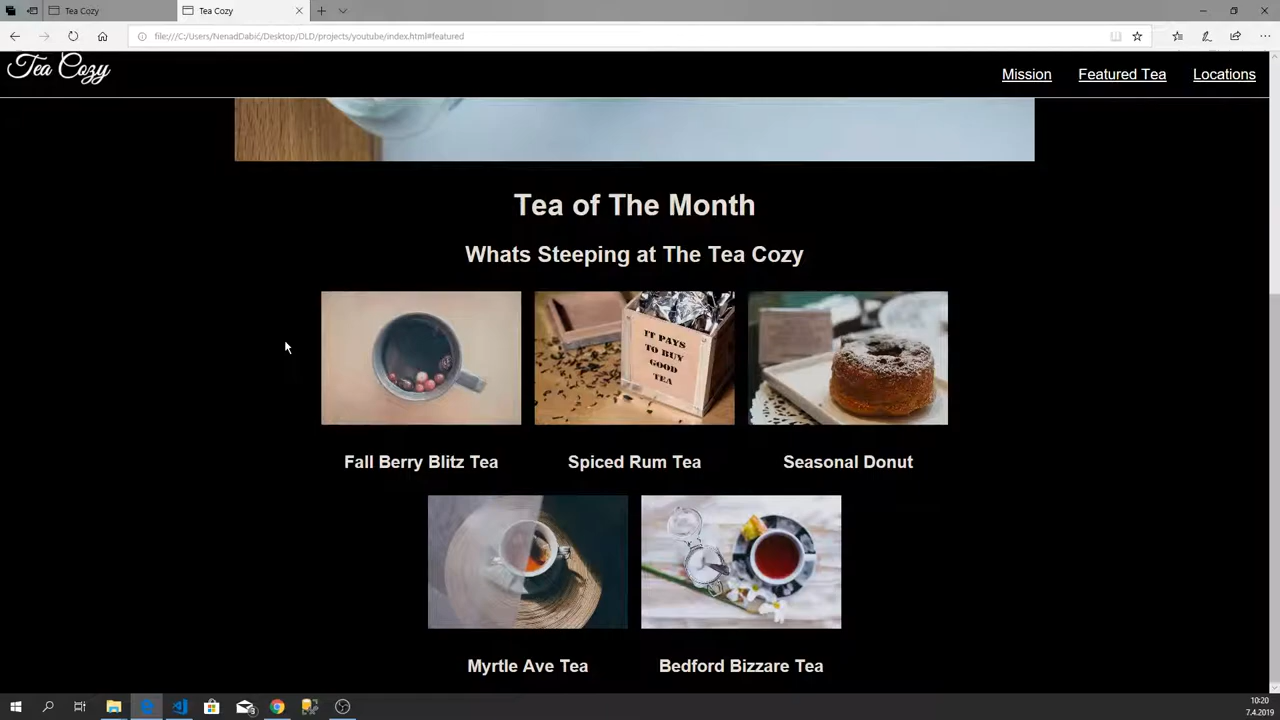 Tea Cozy
Tea Cozy
file:///C:/Users/NenadDabić/Desktop/DLD/projects/youtube/index.html#featured
Tea Cozy
Mission
Featured Tea
Locations
Tea of The Month
Whats Steeping at The Tea Cozy
IT PAYS
TO BUY
GOOD
TEA
Fall Berry Blitz Tea
Spiced Rum Tea
Seasonal Donut
Myrtle Ave Tea
Bedford Bizzare Tea
10:20
7.4.2019